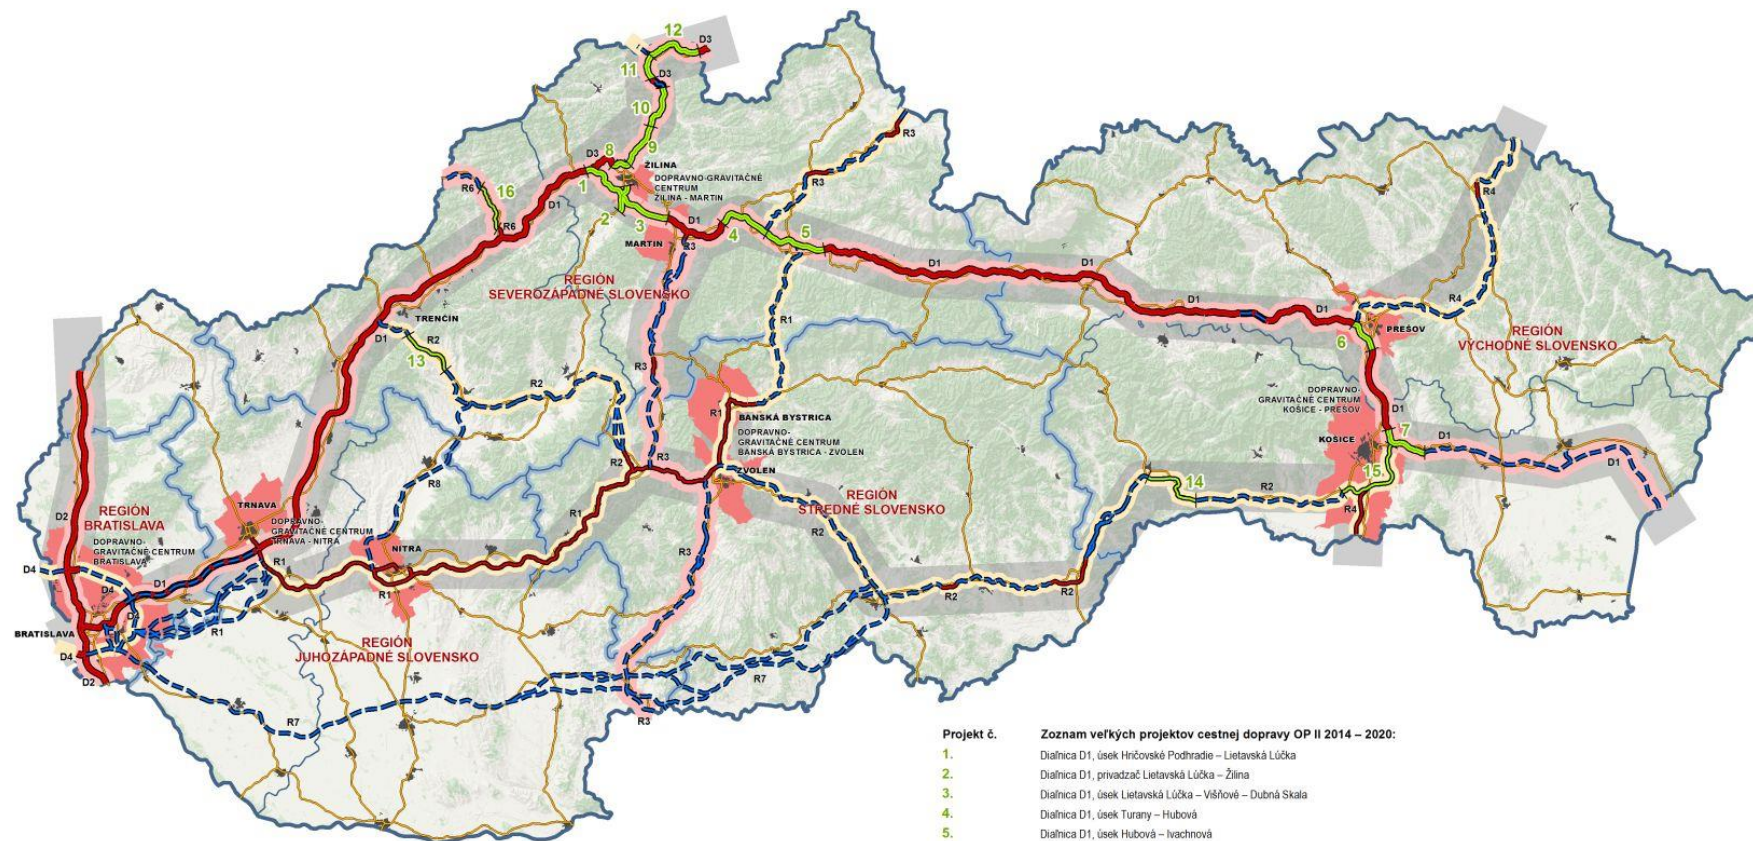 12
D3
11
D3
10
9
8
D3
ŽILINA
DOPRAVNO-GRAVITAČNÉ
CENTRUM
ŽILINA - MARTIN
1
2
3
D1
4
5
MARTIN
R3
R3
R3
16
R6
R6
D1
R4
R4
D1
D1
D1
D1
6
PREŠOV
REGIÓN
VÝCHODNÉ SLOVENSKO
REGIÓN
SEVEROZÁPADNÉ SLOVENSKO
TRENČÍN
D1
R2
13
R2
R1
R3
R1
BANSKÁ BYSTRICA
DOPRAVNO-
GRAVITAČNÉ CENTRUM
BANSKÁ BYSTRICA - ZVOLEN
ZVOLEN
DOPRAVNO-
GRAVITAČNÉ CENTRUM
KOŠICE - PREŠOV
D1
7
D1
D1
KOŠICE
15
R4
R2
14
R2
R3
R8
R1
REGIÓN
STREDNÉ SLOVENSKO
R2
R3
R2
R2
D2
REGIÓN
BRATISLAVA
DOPRAVNO-
GRAVITAČNÉ CENTRUM
BRATISLAVA
TRNAVA
DOPRAVNO-
GRAVITAČNÉ CENTRUM
TRNAVA - NITRA
NITRA
R1
R1
D4
D4
D1
D4
R1
BRATISLAVA
D4
D2
REGIÓN
JUHOZÁPADNÉ SLOVENSKO
R7
R7
R3
Projekt č. Zoznam veľkých projektov cestnej dopravy OP II 2014 – 2020:
1. Diaľnica D1, úsek Hričovské Podhradie – Lietavská Lúčka
2. Diaľnica D1, privádzač Lietavská Lúčka – Žilina
3. Diaľnica D1, úsek Lietavská Lúčka – Višňové – Dubná Skala
4. Diaľnica D1, úsek Turany – Hubová
5. Diaľnica D1, úsek Hubová – Ivachnová